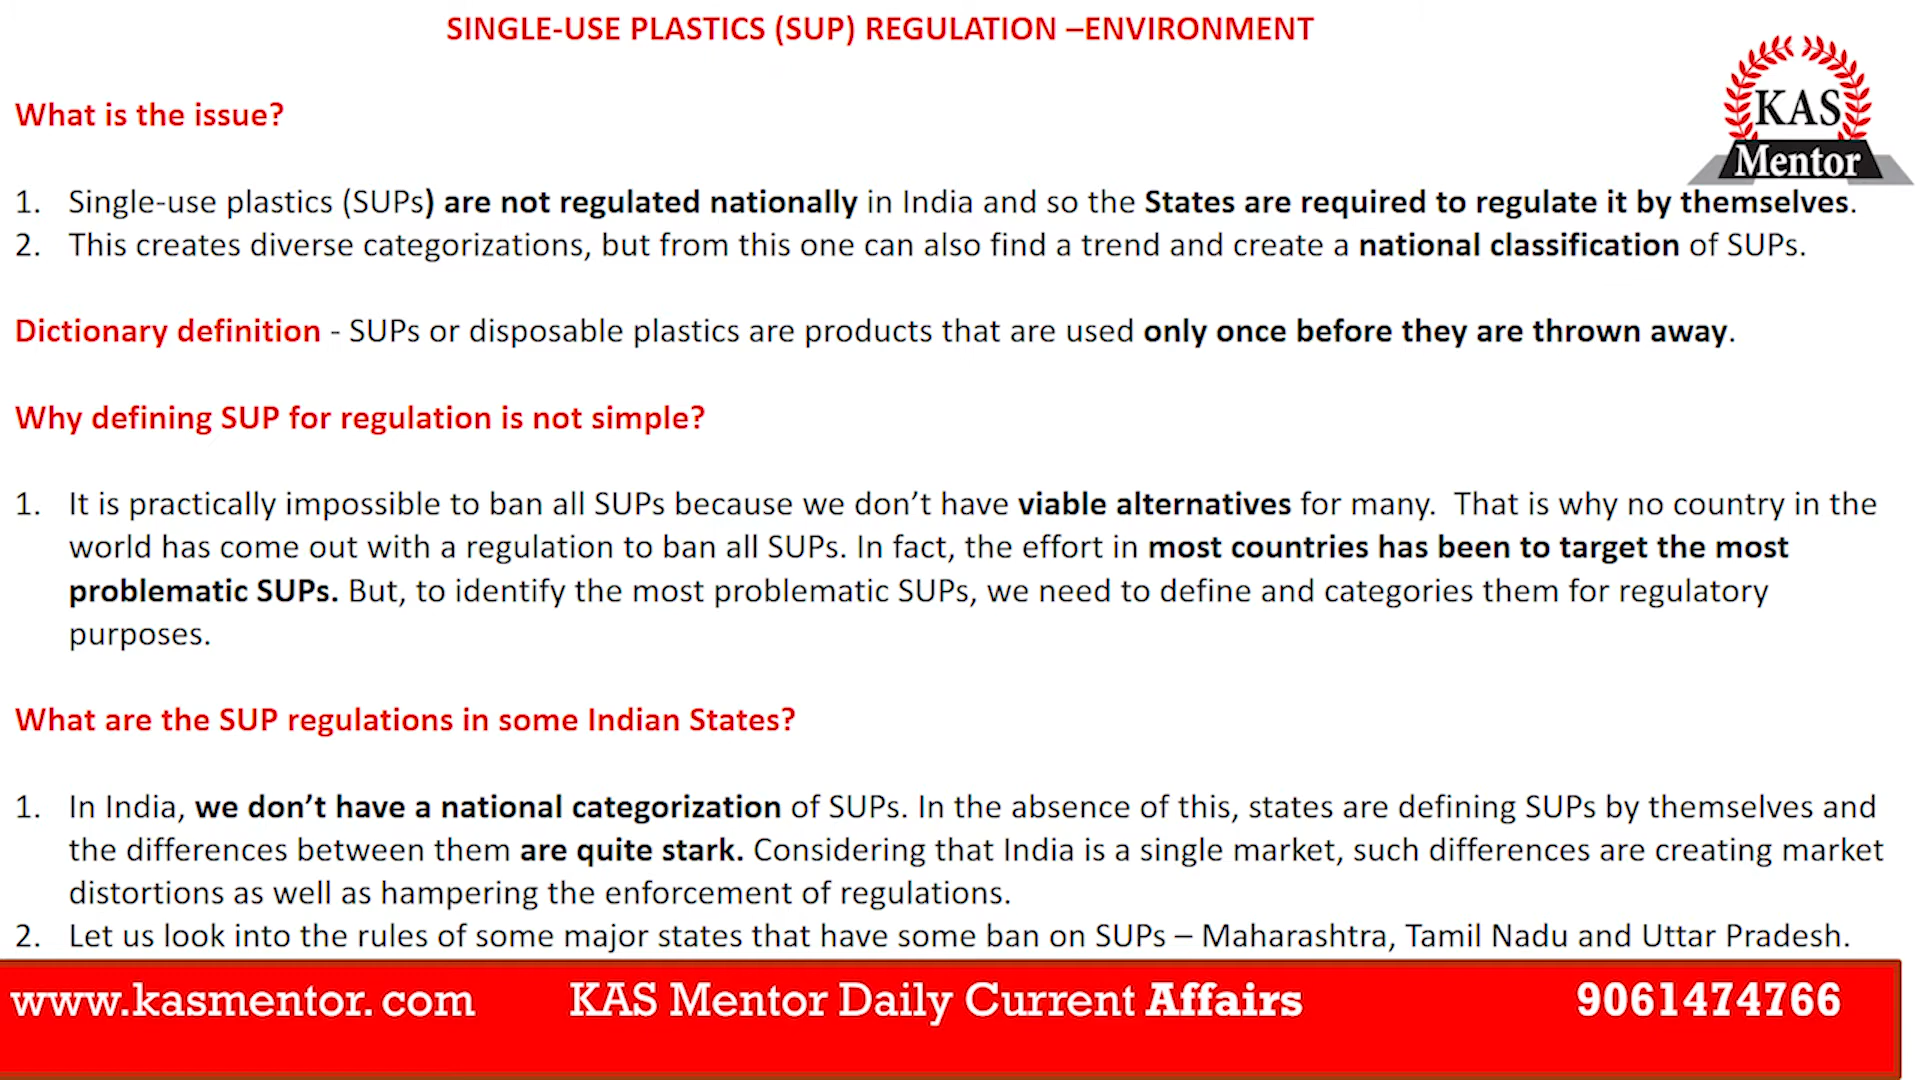 SINGLE-USE PLASTICS (SUP) REGULATION –ENVIRONMENT
KAS
Mentor
What is the issue?
1. Single-use plastics (SUPs) are not regulated nationally in India and so the States are required to regulate it by themselves.
2. This creates diverse categorizations, but from this one can also find a trend and create a national classification of SUPs.
Dictionary definition - SUPs or disposable plastics are products that are used only once before they are thrown away.
Why defining SUP for regulation is not simple?
1. It is practically impossible to ban all SUPs because we don’t have viable alternatives for many. That is why no country in the
world has come out with a regulation to ban all SUPs. In fact, the effort in most countries has been to target the most
problematic SUPs. But, to identify the most problematic SUPs, we need to define and categories them for regulatory
purposes.
What are the SUP regulations in some Indian States?
1. In India, we don’t have a national categorization of SUPs. In the absence of this, states are defining SUPs by themselves and
the differences between them are quite stark. Considering that India is a single market, such differences are creating market
distortions as well as hampering the enforcement of regulations.
2. Let us look into the rules of some major states that have some ban on SUPs – Maharashtra, Tamil Nadu and Uttar Pradesh.
www.kasmentor. com KAS Mentor Daily Current Affairs 9061474766